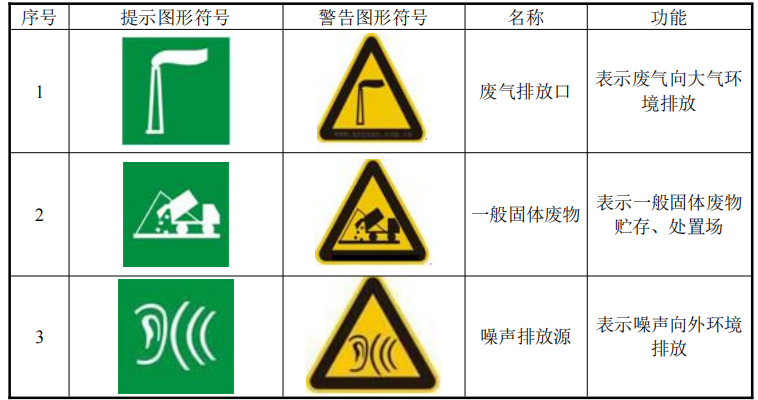 序号 提示图形符号 警告图形符号 名称 功能
1 废气排放口 表示废气向大气环
境排放
2 一般固体废物 表示一般固体废物
贮存、处置场
3 噪声排放源 表示噪声向外环境
排放